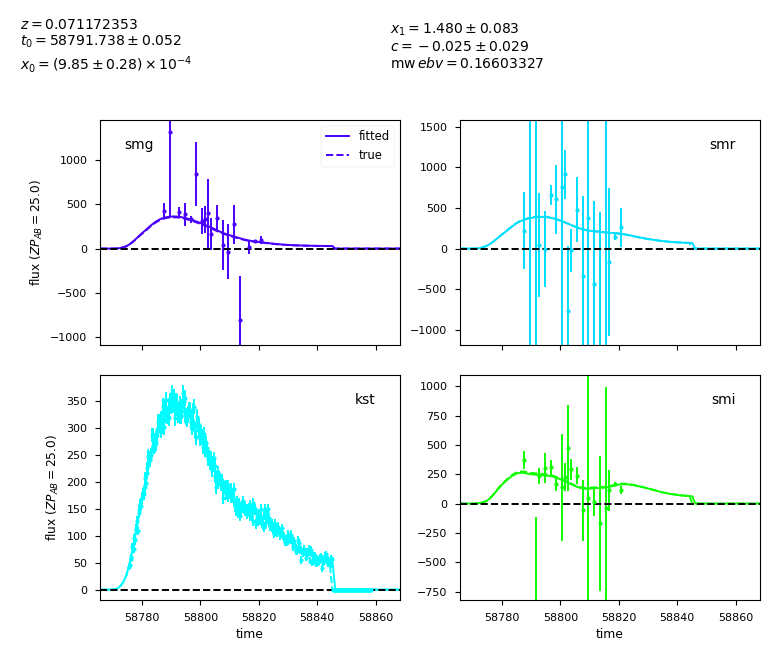 z = 0.071172353
t₀ = 58791.738 ± 0.052
x₀ = (9.85 ± 0.28) × 10⁻⁴
x₁ = 1.480 ± 0.083
c = −0.025 ± 0.029
mw ebv = 0.16603327
smg
fitted
true
1000
500
0
−500
−1000
flux (ZP_AB = 25.0)
smr
1500
1000
500
0
−500
−1000
kst
350
300
250
200
150
100
50
0
flux (ZP_AB = 25.0)
58780 58800 58820 58840 58860
time
smi
1000
750
500
250
0
−250
−500
−750
58780 58800 58820 58840 58860
time